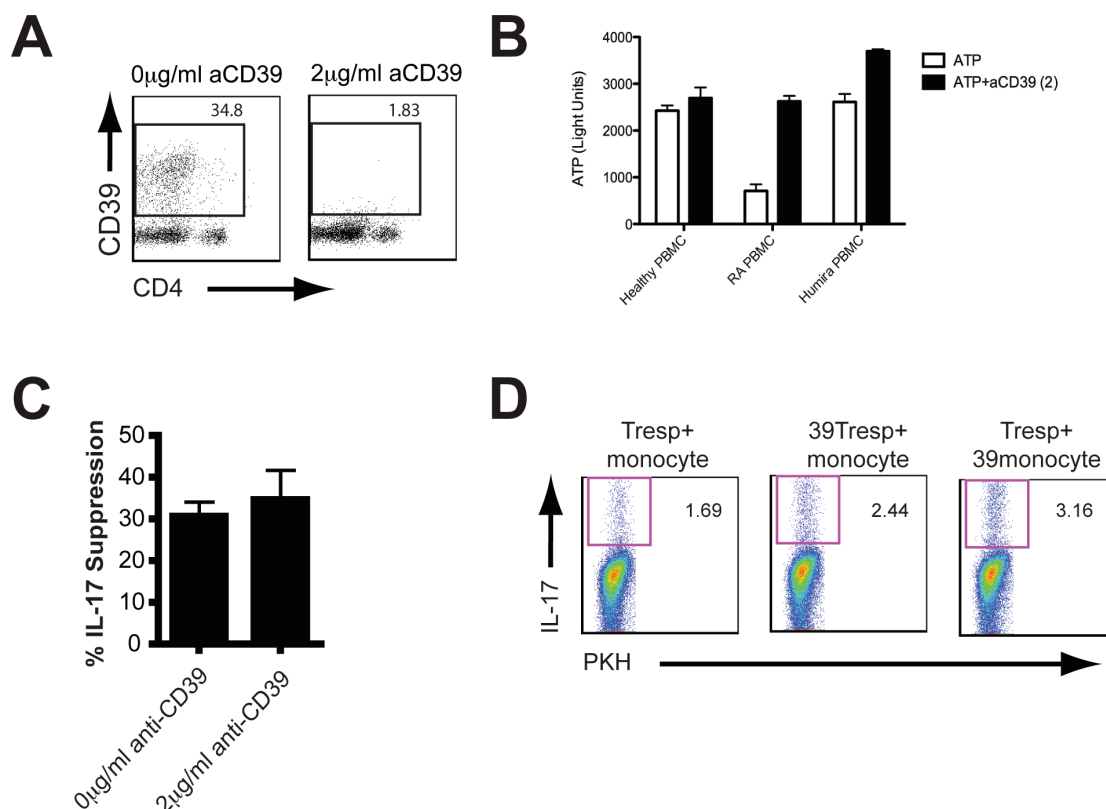 A
0μg/ml aCD39
2μg/ml aCD39
34.8
1.83
CD39
CD4
B
4000
3000
2000
1000
0
ATP (Light Units)
Healthy PBMC
RA PBMC
Humira PBMC
ATP
ATP+aCD39 (2)
C
50
40
30
20
10
0
% IL-17 Suppression
0μg/ml anti-CD39
2μg/ml anti-CD39
D
Tresp+
monocyte
39Tresp+
monocyte
Tresp+
39monocyte
1.69
2.44
3.16
IL-17
PKH